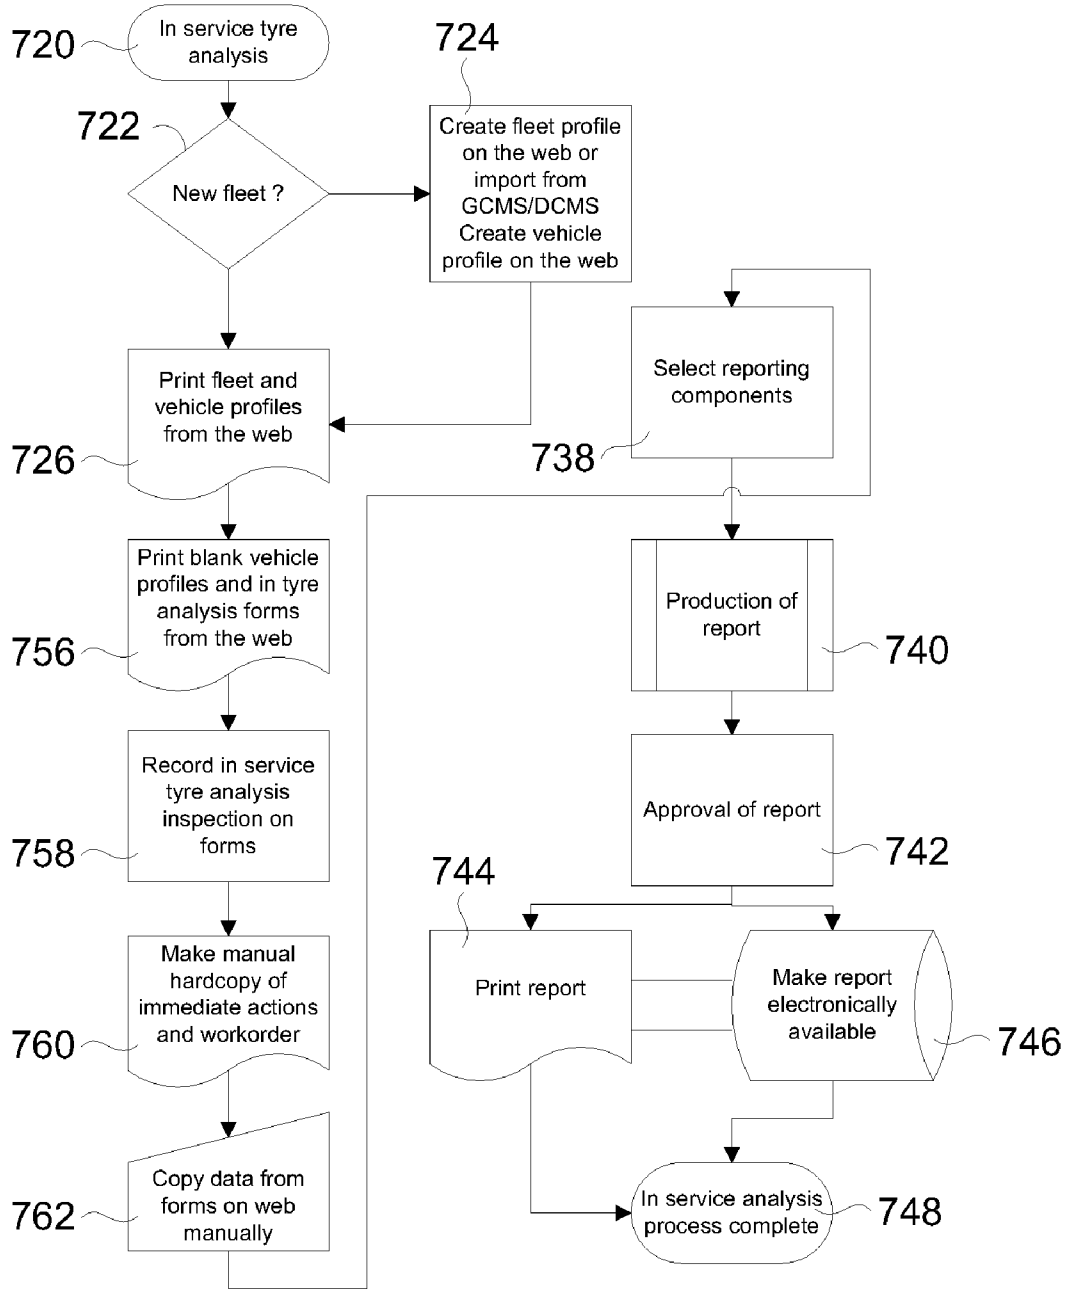 720
In service tyre
analysis
722
New fleet ?
724
Create fleet profile
on the web or
import from
GCMS/DCMS
Create vehicle
profile on the web
Print fleet and
vehicle profiles
from the web
726
Print blank vehicle
profiles and in tyre
analysis forms
from the web
756
Record in service
tyre analysis
inspection on
forms
758
Make manual
hardcopy of
immediate actions
and workorder
760
Copy data from
forms on web
manually
762
Select reporting
components
738
Production of
report
740
Approval of report
742
744
Print report
Make report
electronically
available
746
In service analysis
process complete
748